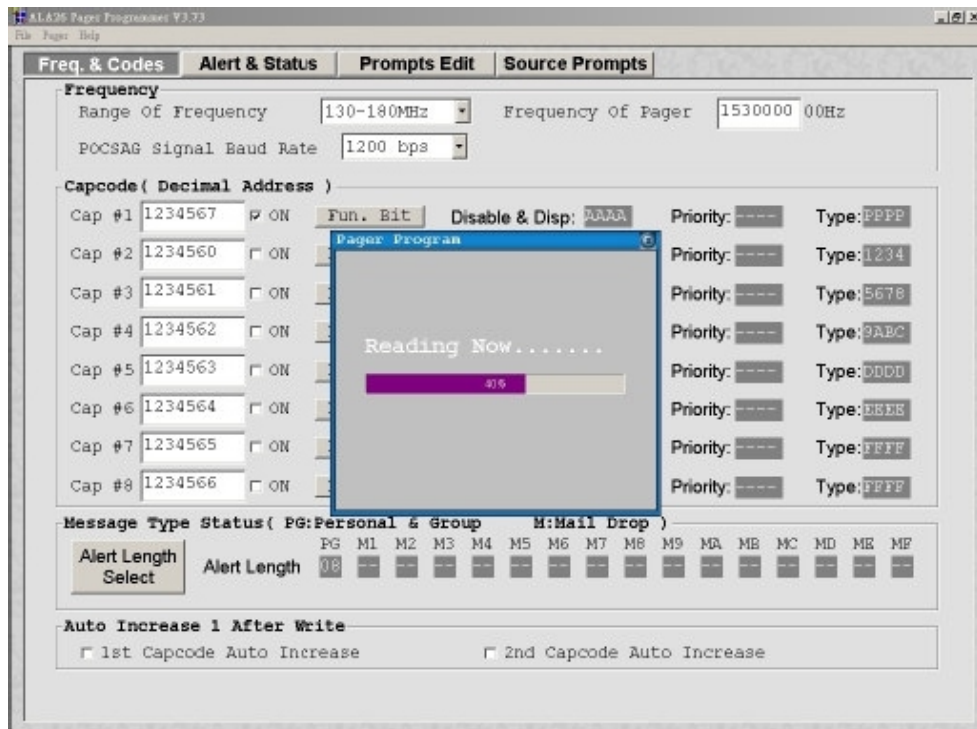 ALA26 Pager Programmer V3.73
File Pager Help
Freq. & Codes Alert & Status Prompts Edit Source Prompts
Frequency
Range Of Frequency 130-180MHz Frequency Of Pager 1530000 00Hz
POCSAG Signal Baud Rate 1200 bps
Capcode( Decimal Address )
Cap #1 1234567 ON Fun. Bit Disable & Disp: AAAA Priority: ---- Type: PPPP
Cap #2 1234560 ON Priority: ---- Type: 1234
Cap #3 1234561 ON Priority: ---- Type: 5678
Cap #4 1234562 ON Priority: ---- Type: 9ABC
Cap #5 1234563 ON Priority: ---- Type: DDDD
Cap #6 1234564 ON Priority: ---- Type: EEEE
Cap #7 1234565 ON Priority: ---- Type: FFFF
Cap #8 1234566 ON Priority: ---- Type: FFFF
Pager Program
Reading Now.......
40%
Message Type Status( PG:Personal & Group M:Mail Drop )
PG M1 M2 M3 M4 M5 M6 M7 M8 M9 MA MB MC MD ME MF
Alert Length Select Alert Length 08 -- -- -- -- -- -- -- -- -- -- -- -- -- -- --
Auto Increase 1 After Write
1st Capcode Auto Increase 2nd Capcode Auto Increase